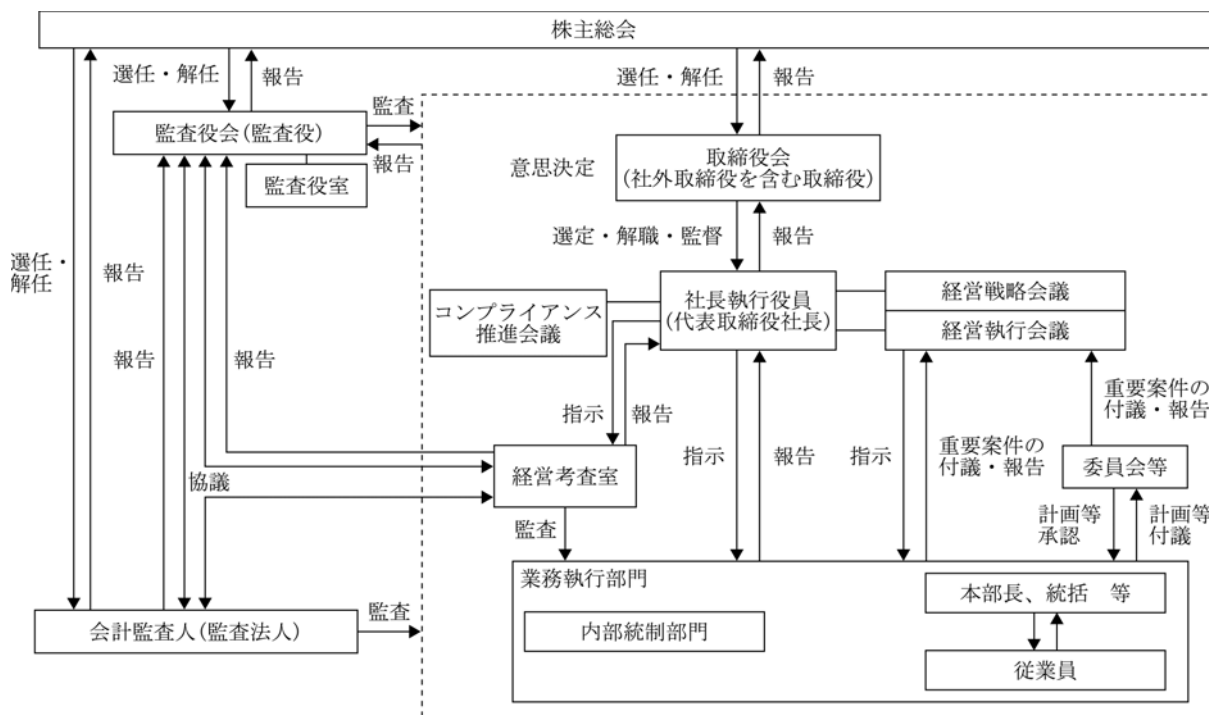 株主総会
選任・解任
報告
選任・解任
報告
監査
監査役会(監査役)
報告
監査役室
意思決定
取締役会
(社外取締役を含む取締役)
選定・解職・監督
報告
選任・
解任
報告
コンプライアンス
推進会議
社長執行役員
(代表取締役社長)
経営戦略会議
経営執行会議
報告
報告
指示
報告
重要案件の
付議・報告
指示
報告
指示
重要案件の
付議・報告
委員会等
協議
経営考査室
監査
計画等
承認
計画等
付議
業務執行部門
本部長、統括 等
内部統制部門
従業員
会計監査人(監査法人)
監査